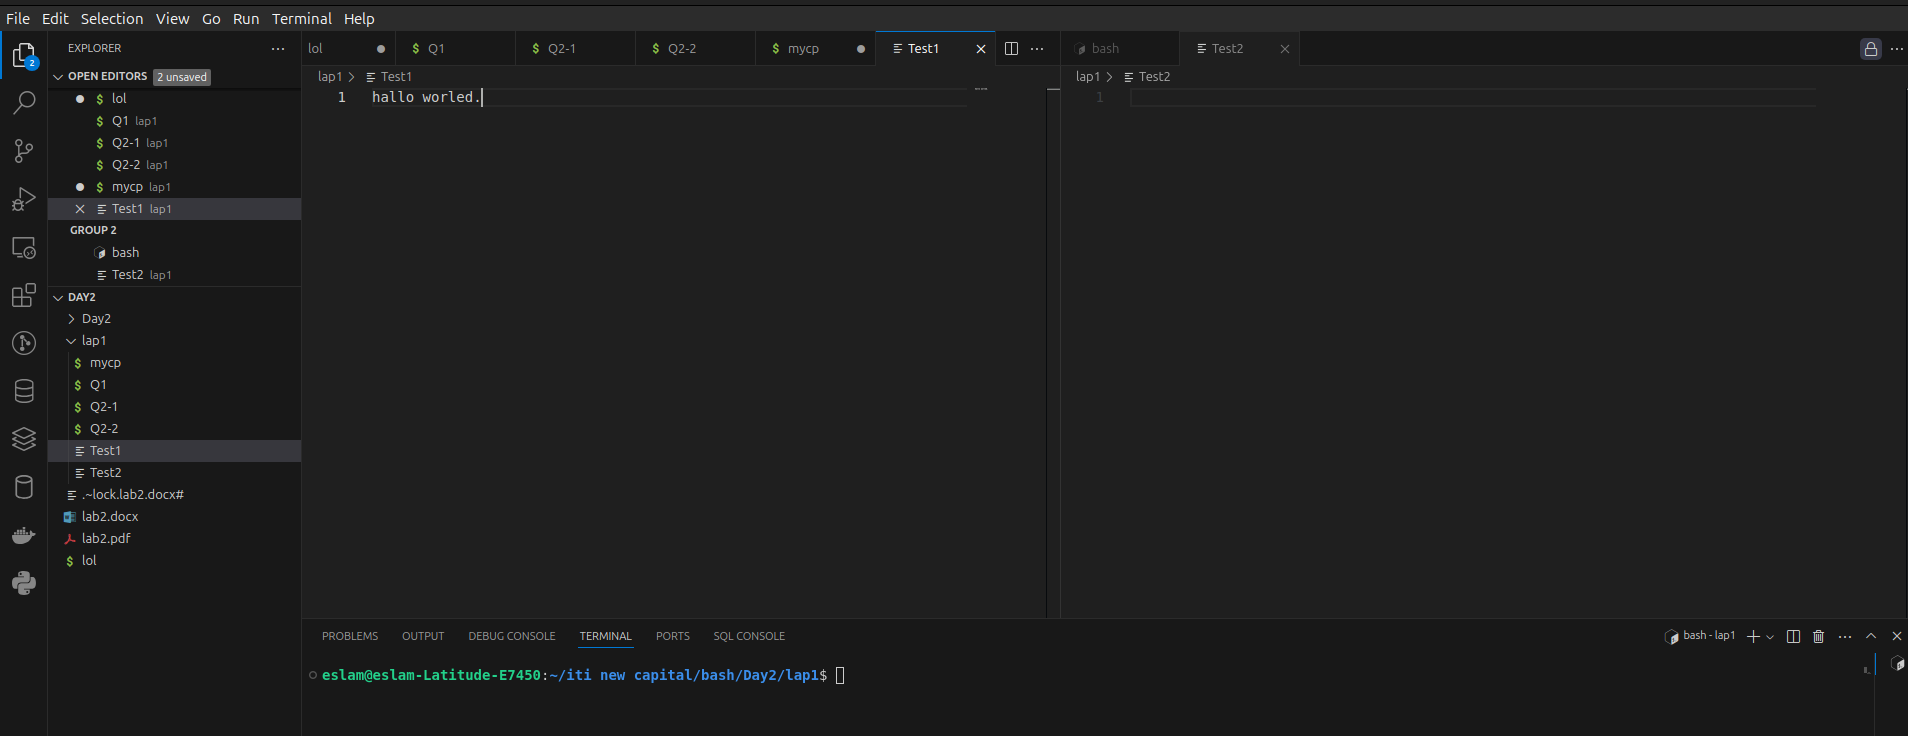 File Edit Selection View Go Run Terminal Help
EXPLORER
OPEN EDITORS 2 unsaved
lol
Q1 lap1
Q2-1 lap1
Q2-2 lap1
mycp lap1
Test1 lap1
GROUP 2
bash
Test2 lap1
DAY2
Day2
lap1
mycp
Q1
Q2-1
Q2-2
Test1
Test2
.~lock.lab2.docx#
lab2.docx
lab2.pdf
lol
2
lol $ Q1 $ Q2-1 $ Q2-2 $ mycp Test1
lap1 > Test1
1 hallo worled.
bash Test2
lap1 > Test2
1
PROBLEMS OUTPUT DEBUG CONSOLE TERMINAL PORTS SQL CONSOLE
bash - lap1
eslam@eslam-Latitude-E7450:~/iti new capital/bash/Day2/lap1$